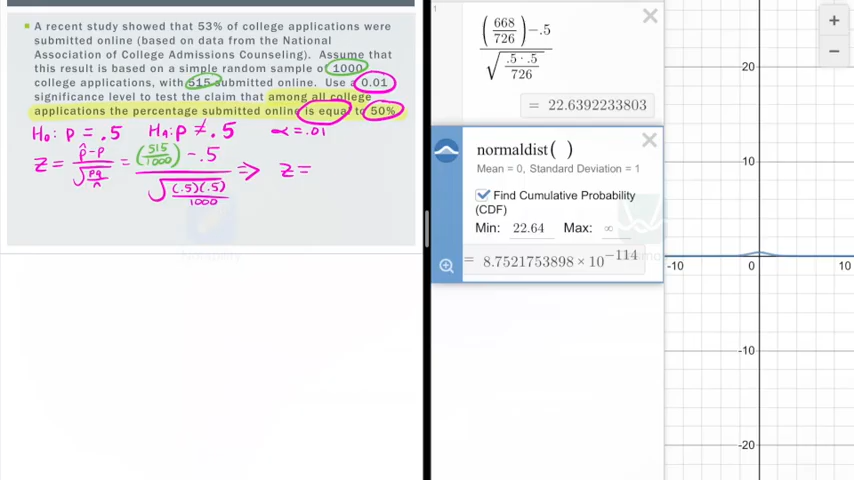 A recent study showed that 53% of college applications were
submitted online (based on data from the National
Association of College Admissions Counseling). Assume that
this result is based on a simple random sample o 1000
college applications, with 515 submitted online. Use a 0.01
significance level to test the claim that among all college
applications the percentage submitted online is equal to 50%.
H₀: p = .5 H₁: p ≠ .5 α = .01
z = (p̂ - p) / √(pq/n) = ((515/1000) - .5) / √((.5)(.5)/1000) ⇒ z =
1
((668/726) - .5) / √(.5 · .5/726)
= 22.6392233803
normaldist( )
Mean = 0, Standard Deviation = 1
Find Cumulative Probability
(CDF)
Min: 22.64 Max: ∞
= 8.7521753898 × 10⁻¹¹⁴
+
−
20
10
-10 0 10
-10
-20